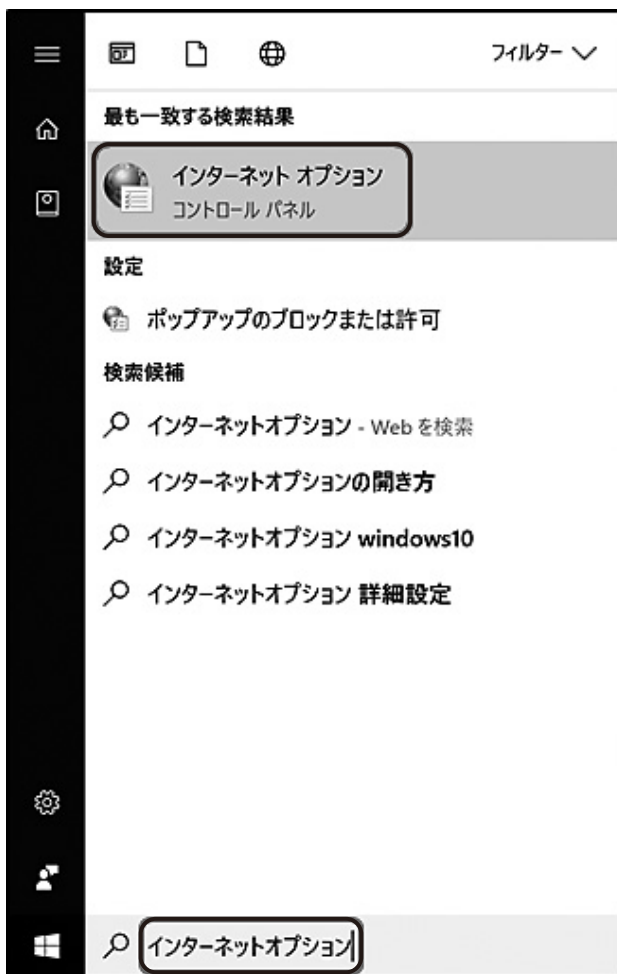 フィルター
最も一致する検索結果
インターネット オプション
コントロール パネル
設定
ポップアップのブロックまたは許可
検索候補
インターネットオプション - Web を検索
インターネットオプションの開き方
インターネットオプション windows10
インターネットオプション 詳細設定
インターネットオプション